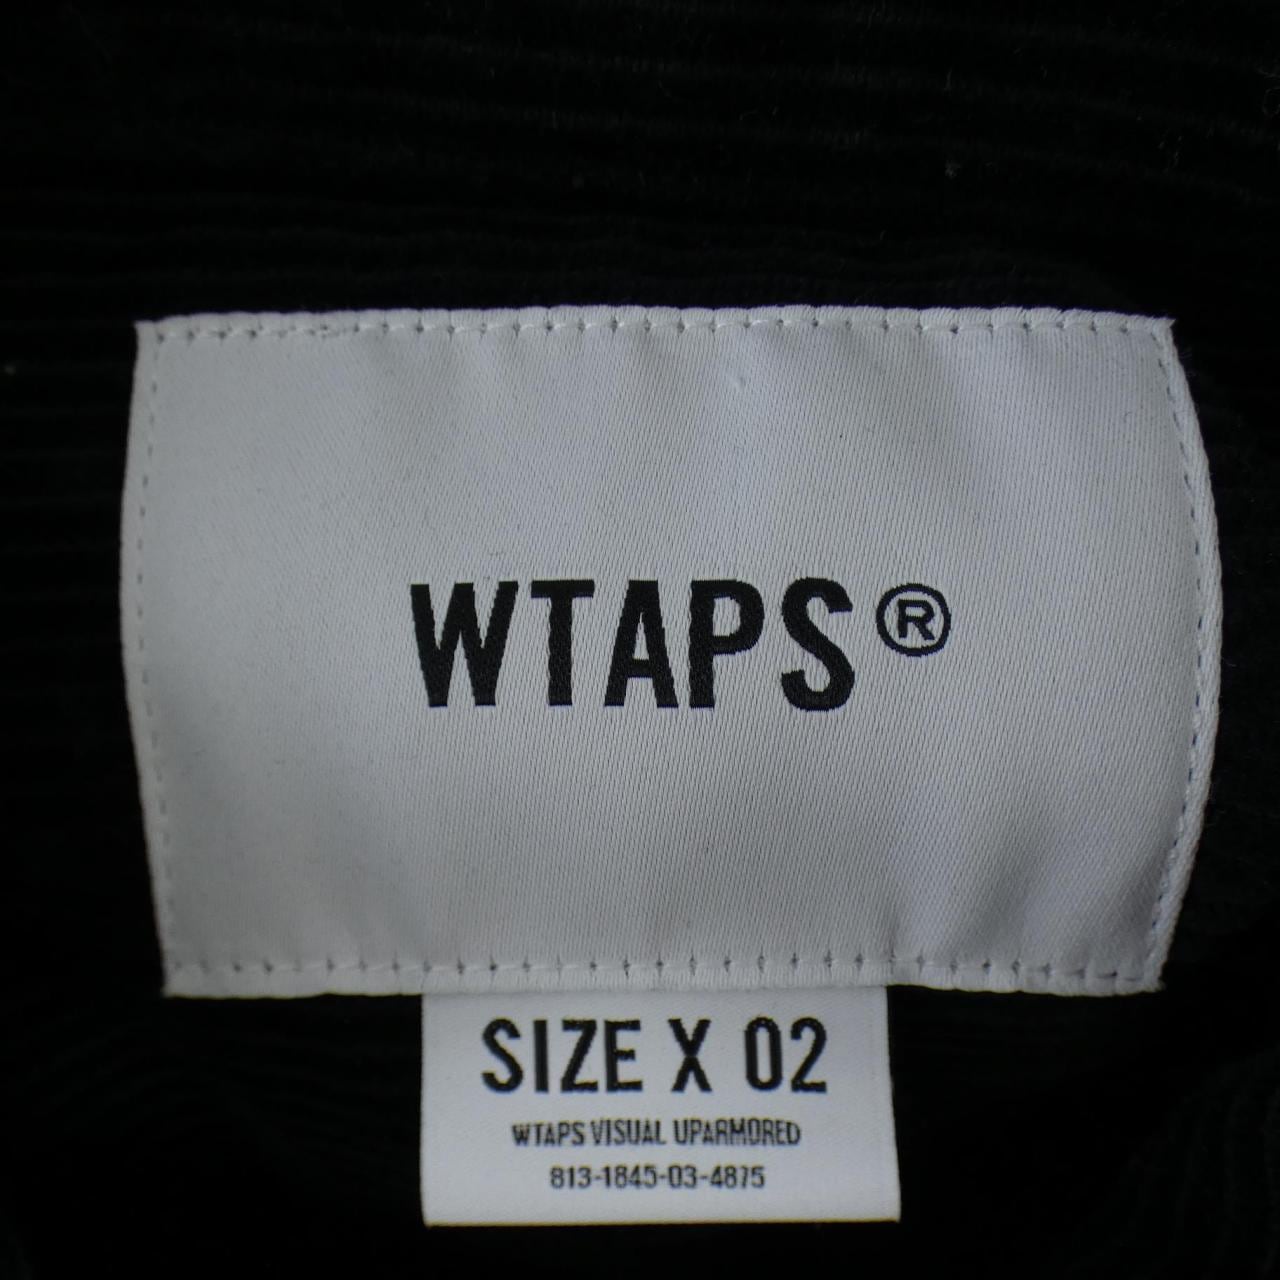 WTAPS®
SIZE X 02
WTAPS VISUAL UPARMORED
813-1845-03-4875